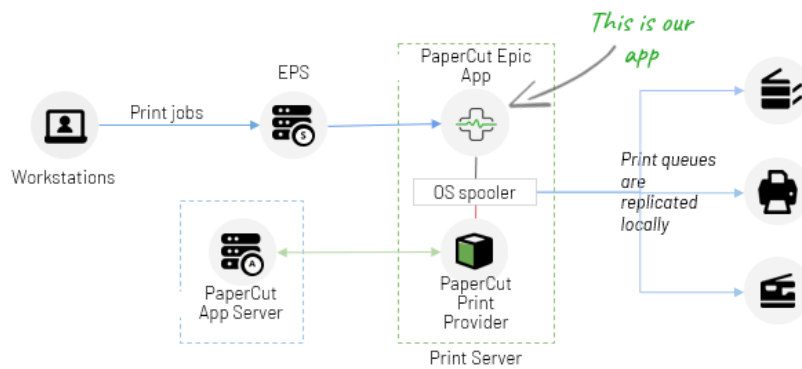 This is our
app
PaperCut Epic
App
EPS
Print jobs
Workstations
S
OS spooler
Print queues
are
replicated
locally
A
PaperCut
App Server
PaperCut
Print
Provider
Print Server